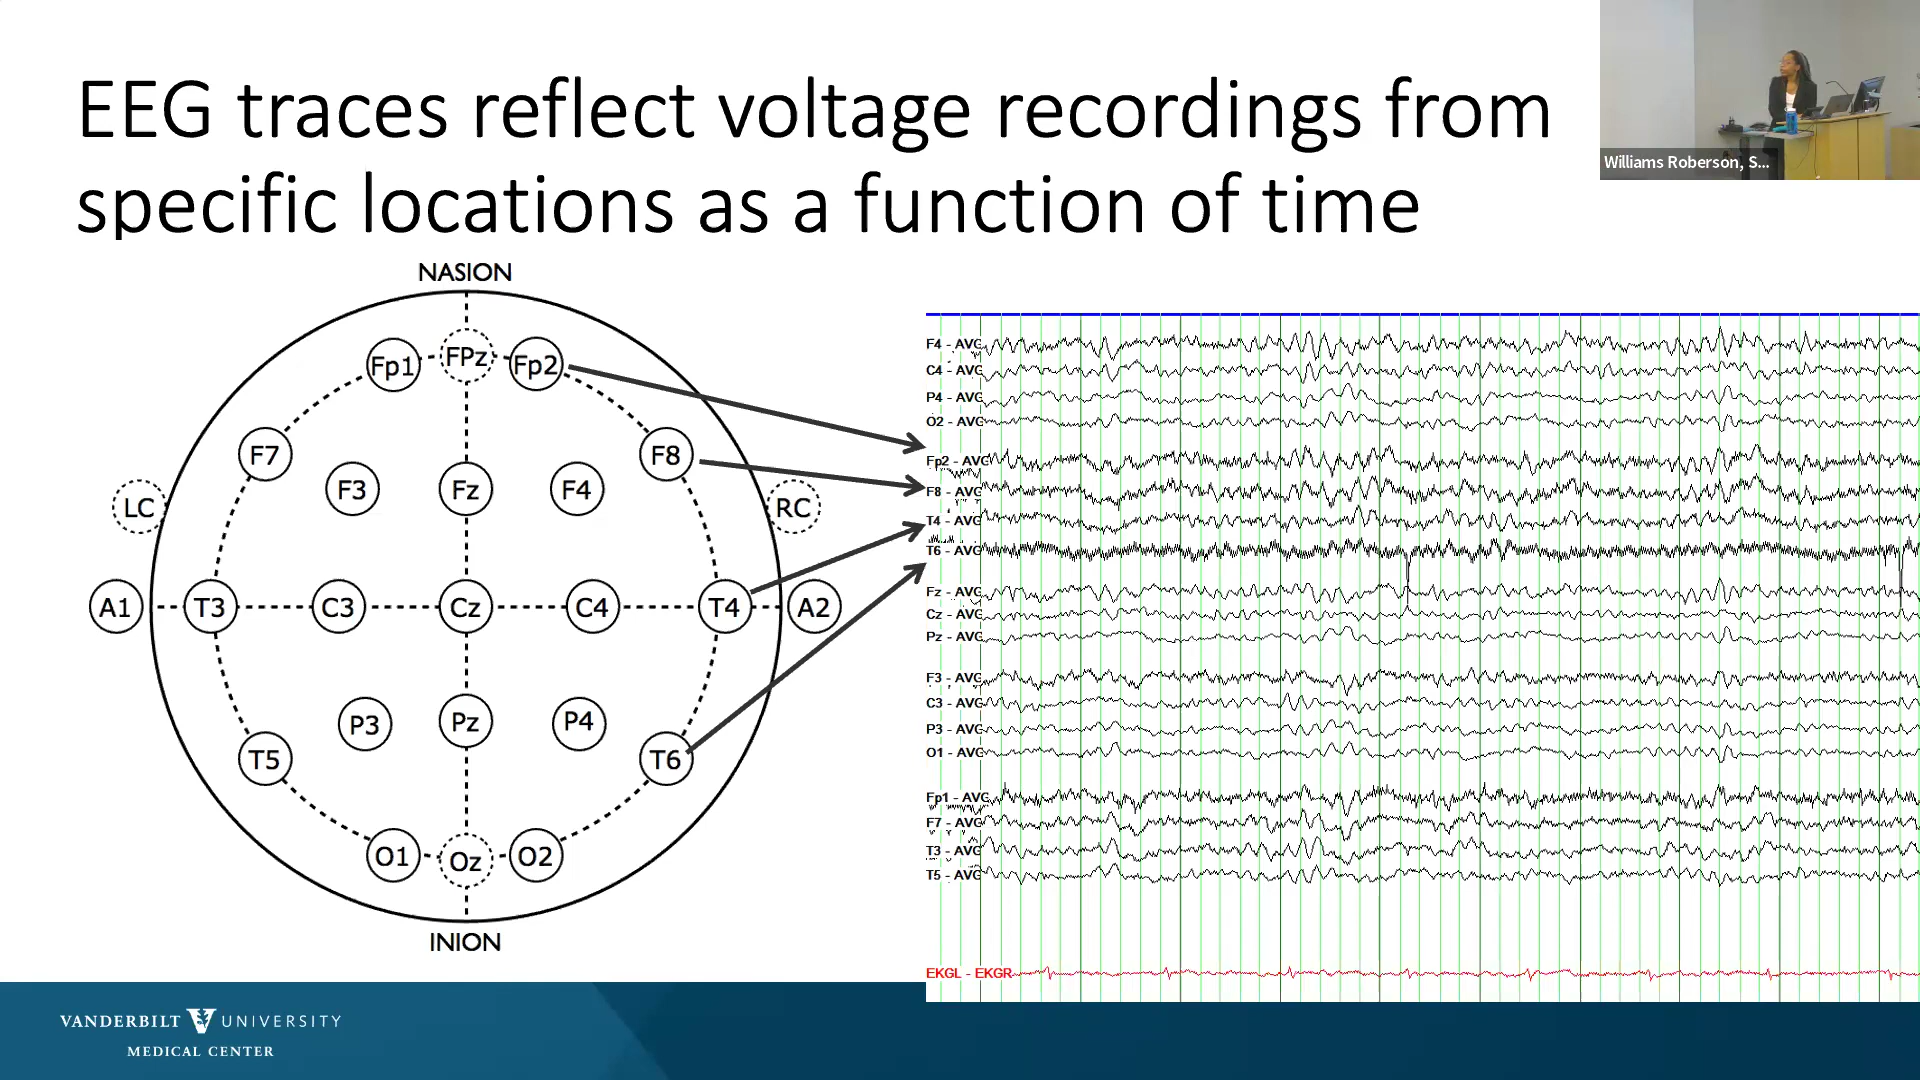 EEG traces reflect voltage recordings from
specific locations as a function of time
Williams Roberson, S...
NASION
Fp1 FPz Fp2
F7 F8
F3 Fz F4
LC RC
A1 T3 C3 Cz C4 T4 A2
P3 Pz P4
T5 T6
O1 Oz O2
INION
F4 - AVG
C4 - AVG
P4 - AVG
O2 - AVG
Fp2 - AVG
F8 - AVG
T4 - AVG
T6 - AVG
Fz - AVG
Cz - AVG
Pz - AVG
F3 - AVG
C3 - AVG
P3 - AVG
O1 - AVG
Fp1 - AVG
F7 - AVG
T3 - AVG
T5 - AVG
EKGL - EKGR
VANDERBILT V UNIVERSITY
MEDICAL CENTER